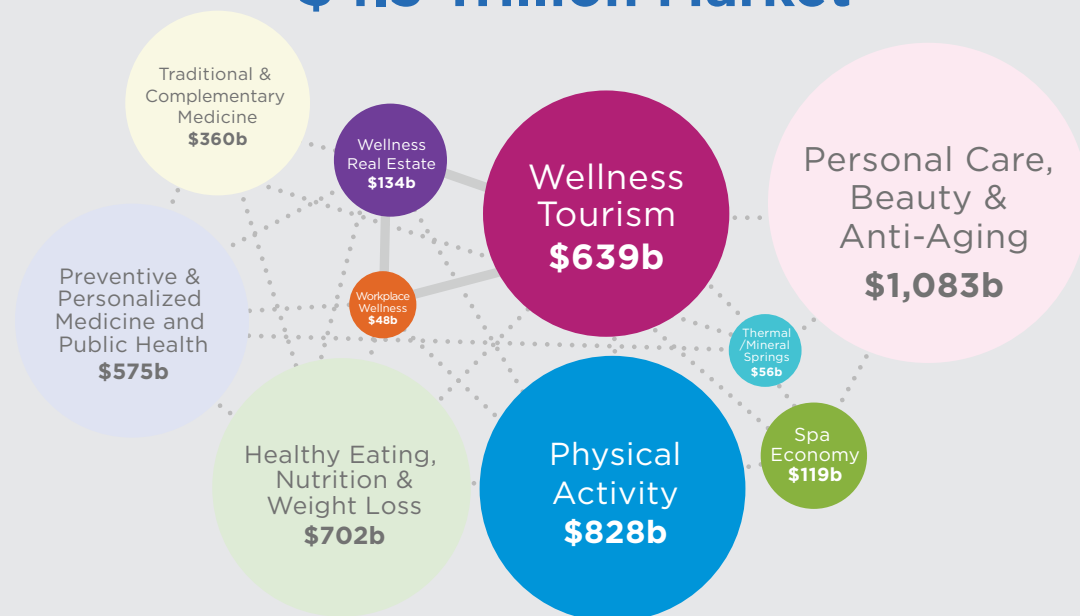 Trillion Market
Traditional &
Complementary
Medicine
$360b
Wellness
Real Estate
$134b
Wellness
Tourism
$639b
Personal Care,
Beauty &
Anti-Aging
$1,083b
Preventive &
Personalized
Medicine and
Public Health
$575b
Workplace
Wellness
$48b
Thermal
/Mineral
Springs
$56b
Healthy Eating,
Nutrition &
Weight Loss
$702b
Physical
Activity
$828b
Spa
Economy
$119b